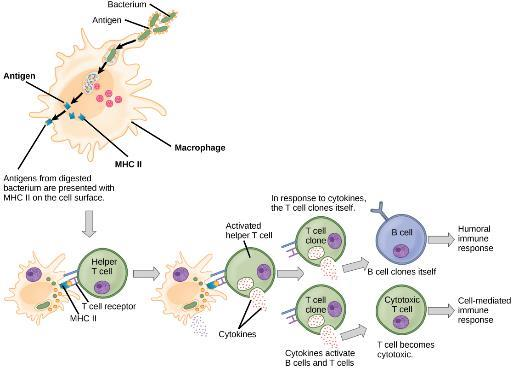 Bacterium
Antigen
Antigen
Macrophage
MHC II
Antigens from digested
bacterium are presented with
MHC II on the cell surface.
In response to cytokines,
the T cell clones itself.
Activated
helper T cell
T cell
clone
B cell
Humoral
immune
response
B cell clones itself
Helper
T cell
T cell receptor
MHC II
Cytokines
T cell
clone
Cytotoxic
T cell
Cell-mediated
immune
response
Cytokines activate
B cells and T cells
T cell becomes
cytotoxic.